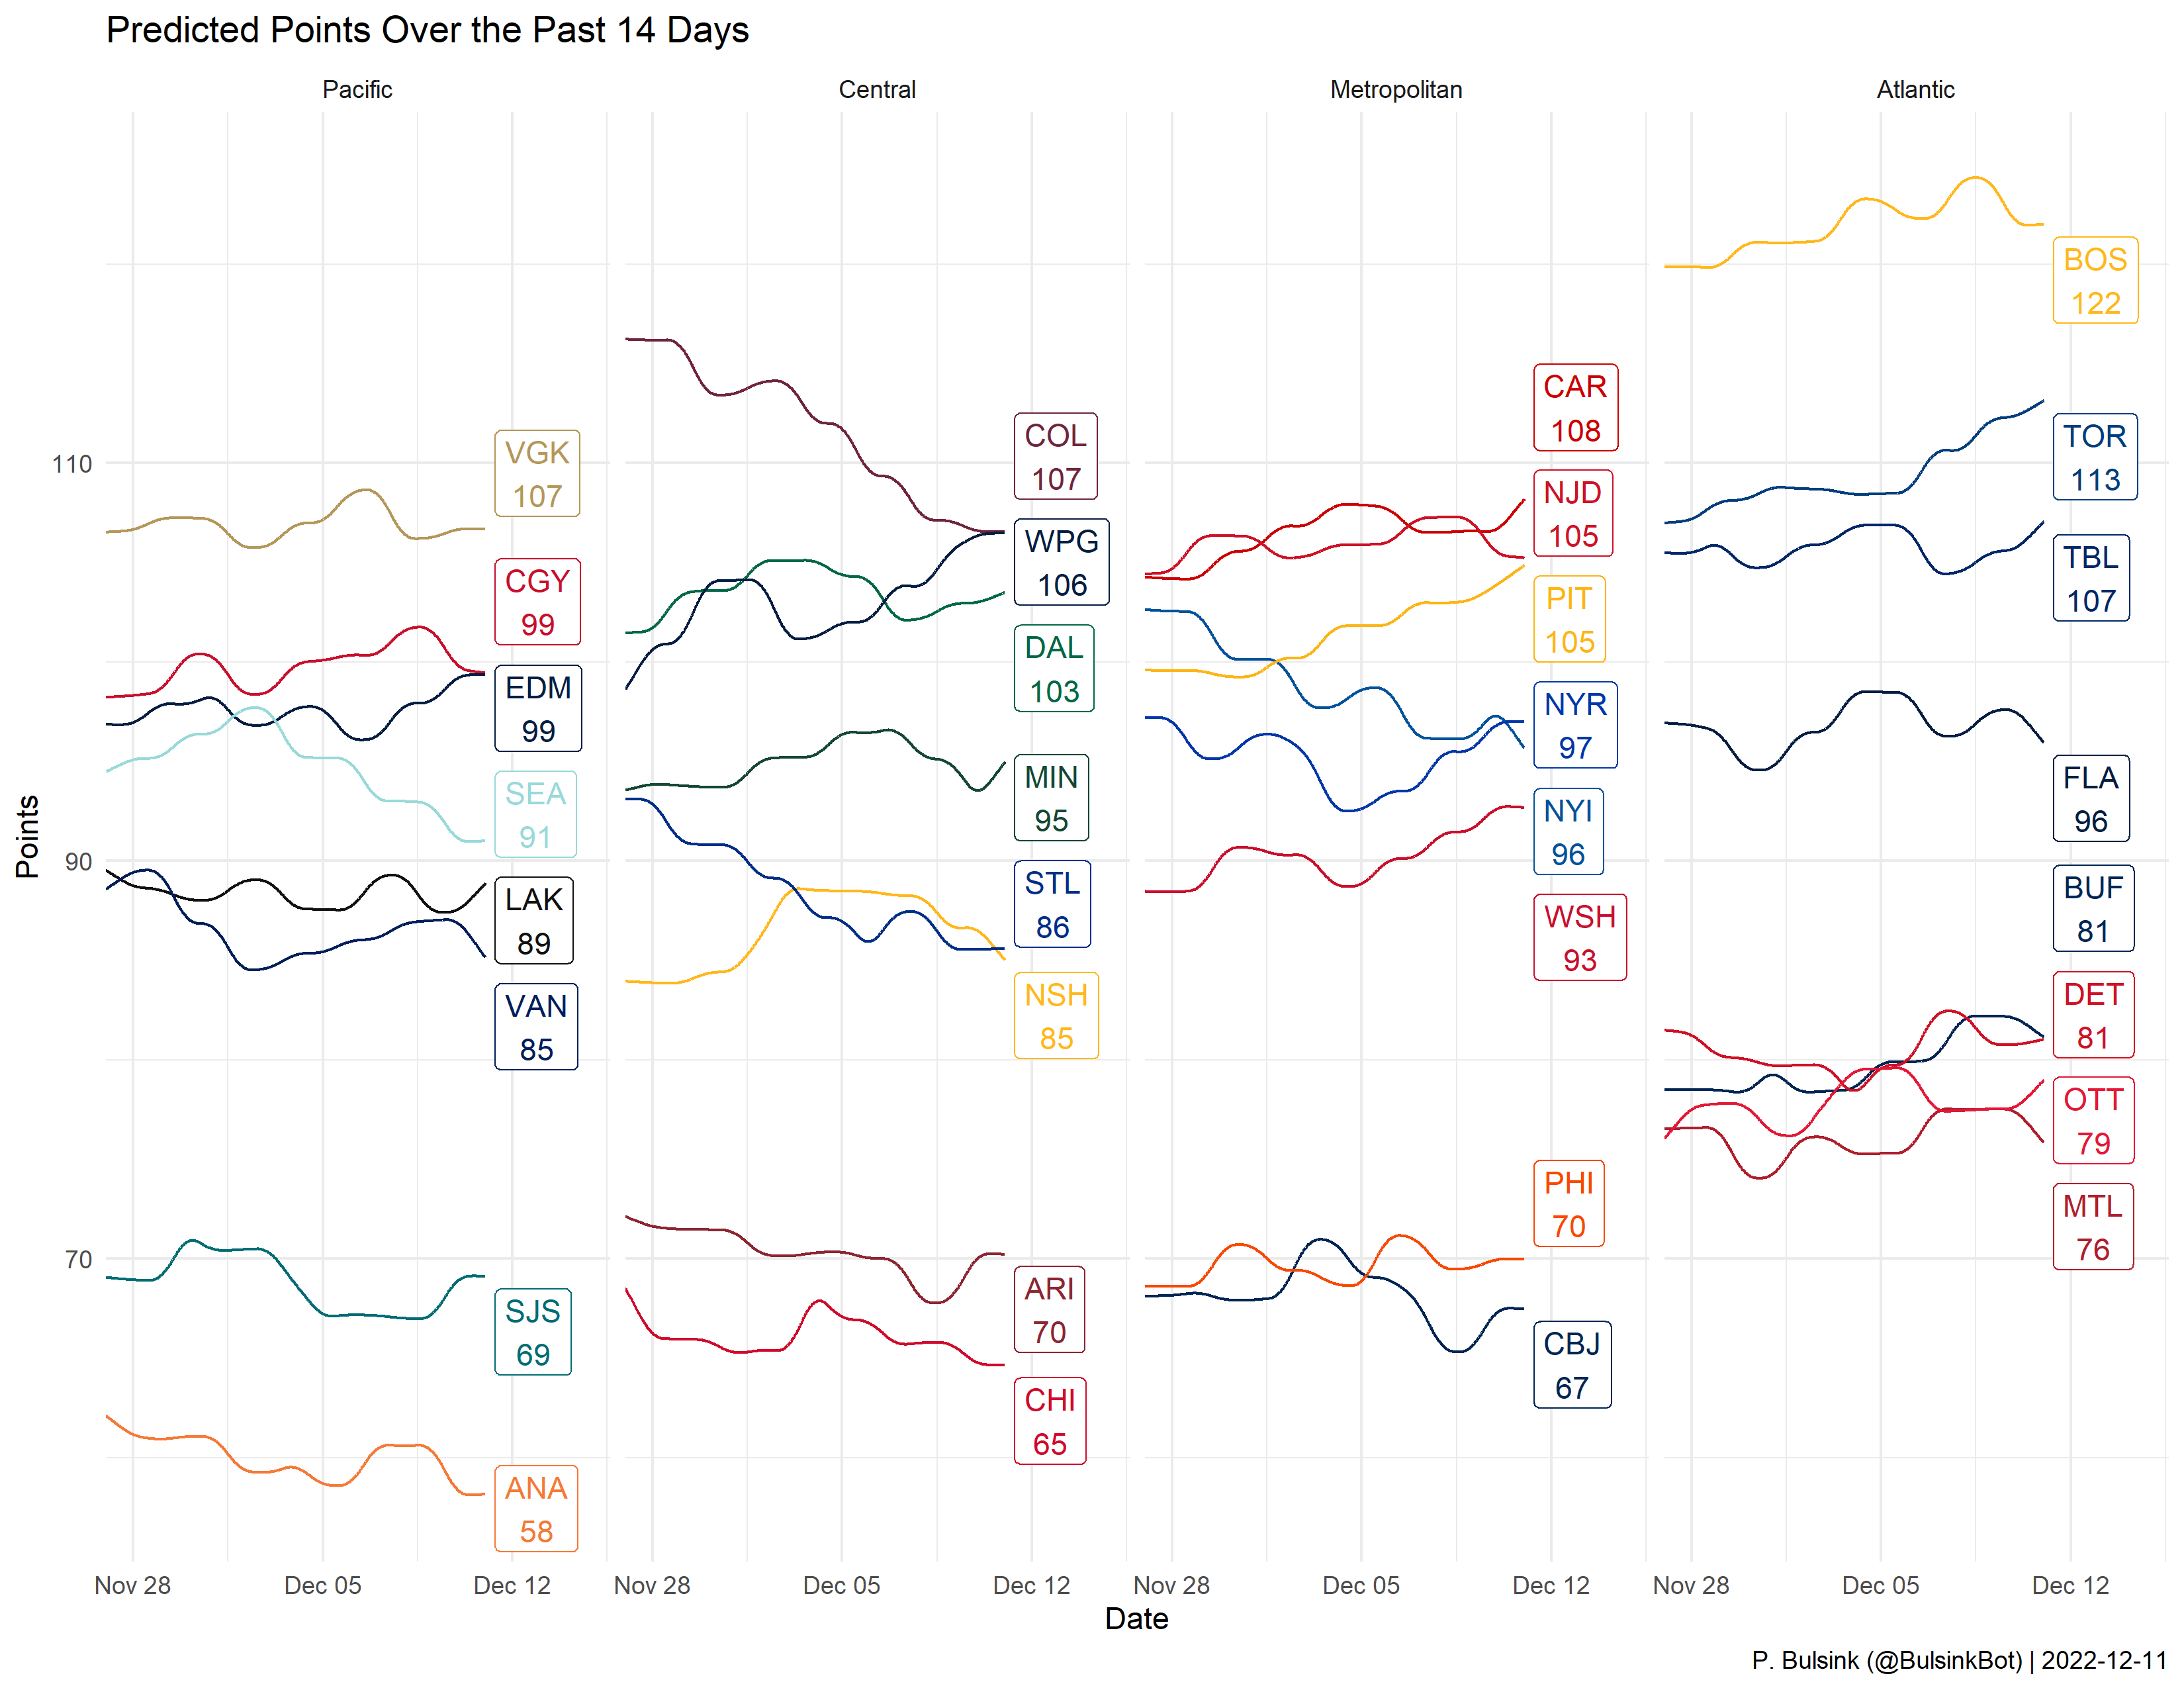 Predicted Points Over the Past 14 Days
Pacific
Central
Metropolitan
Atlantic
Points
110
90
70
VGK
107
CGY
99
EDM
99
SEA
91
LAK
89
VAN
85
SJS
69
ANA
58
COL
107
WPG
106
DAL
103
MIN
95
STL
86
NSH
85
ARI
70
CHI
65
CAR
108
NJD
105
PIT
105
NYR
97
NYI
96
WSH
93
PHI
70
CBJ
67
BOS
122
TOR
113
TBL
107
FLA
96
BUF
81
DET
81
OTT
79
MTL
76
Nov 28 Dec 05 Dec 12 Nov 28 Dec 05 Dec 12 Nov 28 Dec 05 Dec 12 Nov 28 Dec 05 Dec 12
Date
P. Bulsink (@BulsinkBot) | 2022-12-11